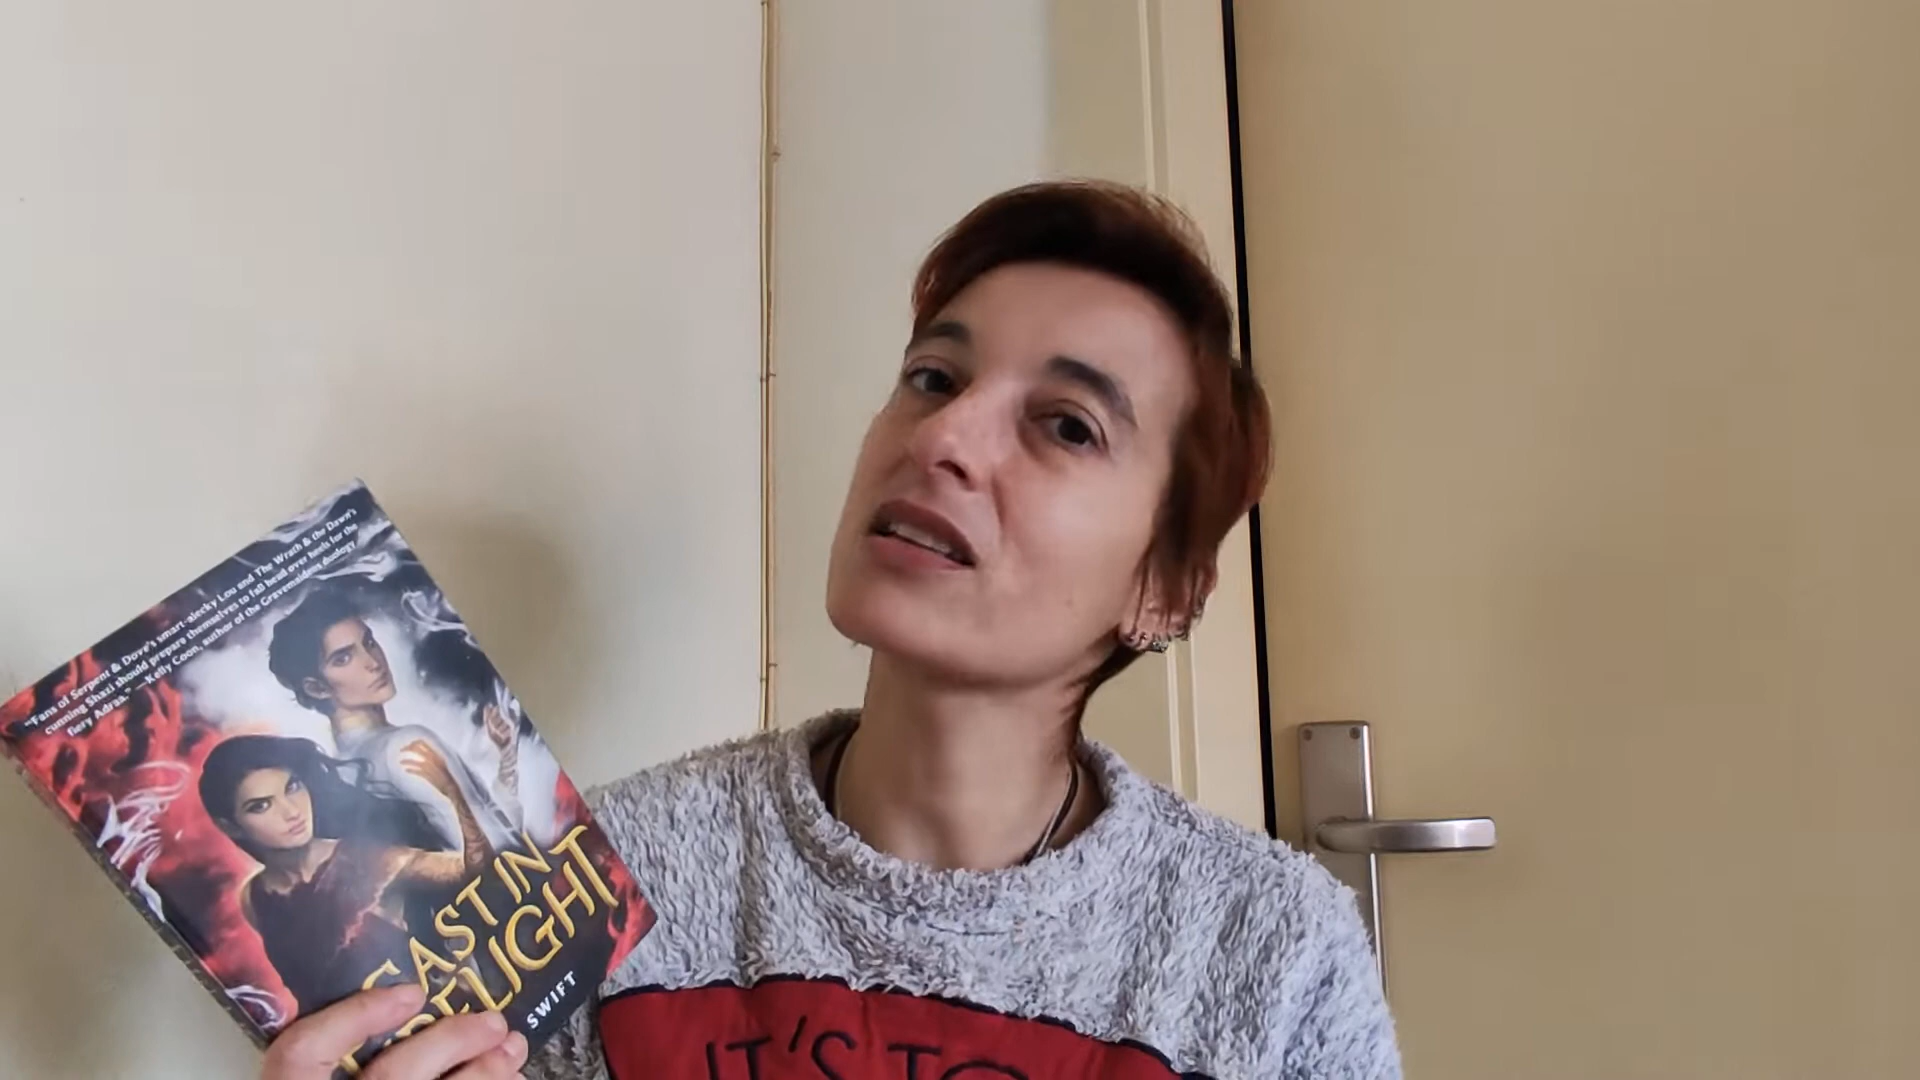 "Fans of Serpent & Dove's smart-alecky Lou and The Wrath & the Dawn's
cunning Shazi should prepare themselves to fall head over heels for the
fiery Adraa." —Kelly Coon, author of the Gravemaidens duology
CAST IN
SWIFT
IT'S TO